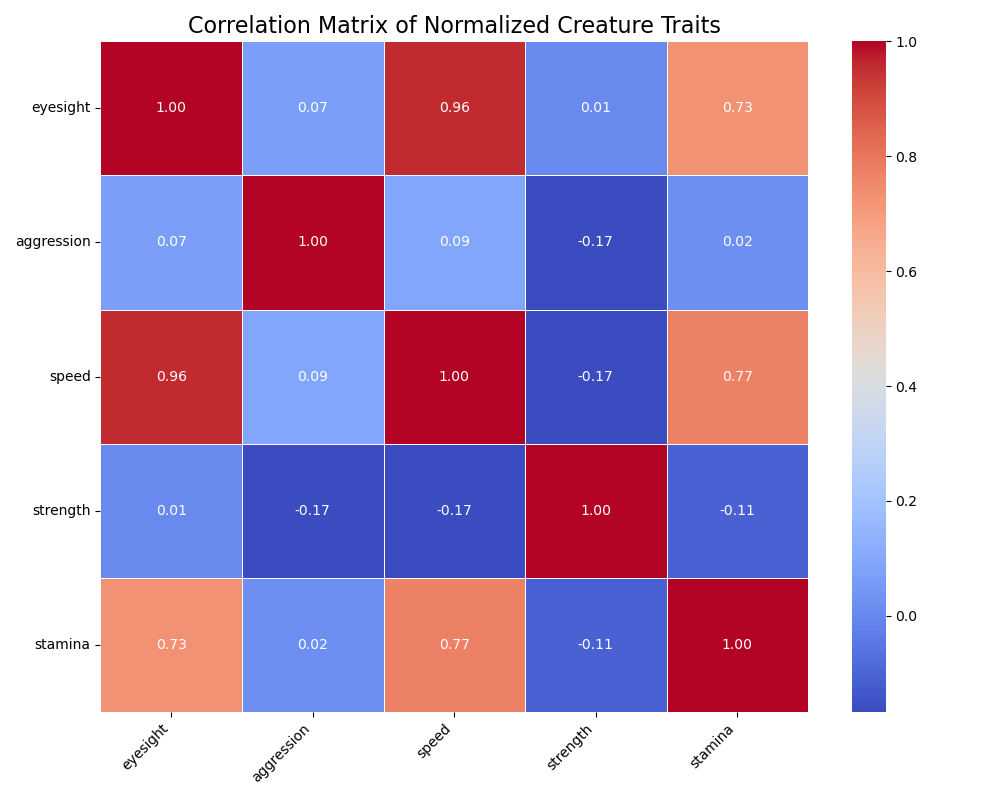 Correlation Matrix of Normalized Creature Traits
eyesight 1.00 0.07 0.96 0.01 0.73
aggression 0.07 1.00 0.09 -0.17 0.02
speed 0.96 0.09 1.00 -0.17 0.77
strength 0.01 -0.17 -0.17 1.00 -0.11
stamina 0.73 0.02 0.77 -0.11 1.00
eyesight aggression speed strength stamina
1.0
0.8
0.6
0.4
0.2
0.0